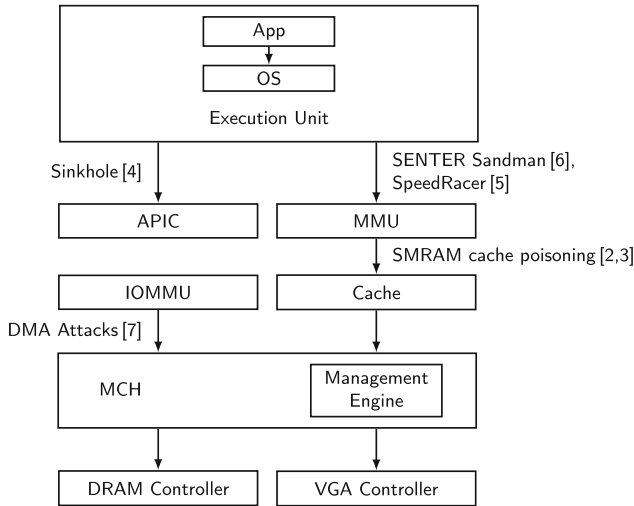 App
OS
Execution Unit
Sinkhole [4]
SENTER Sandman [6],
SpeedRacer [5]
APIC
MMU
SMRAM cache poisoning [2,3]
IOMMU
Cache
DMA Attacks [7]
MCH
Management
Engine
DRAM Controller
VGA Controller